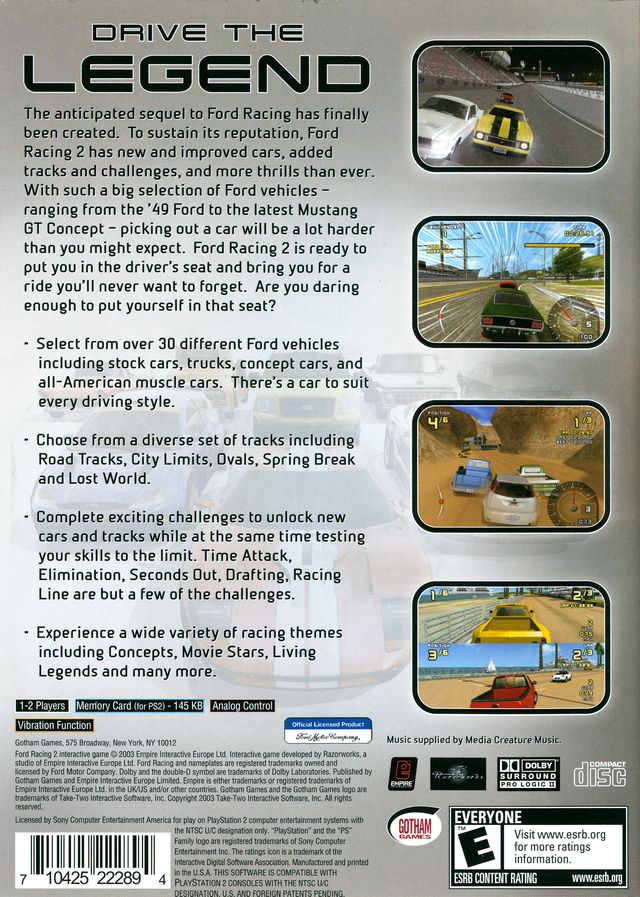 DRIVE THE
LEGEND
The anticipated sequel to Ford Racing has finally
been created. To sustain its reputation, Ford
Racing 2 has new and improved cars, added
tracks and challenges, and more thrills than ever.
With such a big selection of Ford vehicles –
ranging from the '49 Ford to the latest Mustang
GT Concept – picking out a car will be a lot harder
than you might expect. Ford Racing 2 is ready to
put you in the driver's seat and bring you for a
ride you'll never want to forget. Are you daring
enough to put yourself in that seat?
- Select from over 30 different Ford vehicles
including stock cars, trucks, concept cars, and
all-American muscle cars. There's a car to suit
every driving style.
- Choose from a diverse set of tracks including
Road Tracks, City Limits, Ovals, Spring Break
and Lost World.
- Complete exciting challenges to unlock new
cars and tracks while at the same time testing
your skills to the limit. Time Attack,
Elimination, Seconds Out, Drafting, Racing
Line are but a few of the challenges.
- Experience a wide variety of racing themes
including Concepts, Movie Stars, Living
Legends and many more.
POSITION
4/6
LAP
1/3
3
023
5
100
1/6
2/3
POSITION
3/6
2/3
1-2 Players
Memory Card (for PS2) - 145 KB
Analog Control
Vibration Function
Official Licensed Product
Ford Motor Company,
Music supplied by Media Creature Music.
Gotham Games, 575 Broadway, New York, NY 10012
Ford Racing 2 interactive game © 2003 Empire Interactive Europe Ltd. Interactive game developed by Razorworks, a
studio of Empire Interactive Europe Ltd. Ford Racing and nameplates are registered trademarks owned and
licensed by Ford Motor Company. Dolby and the double-D symbol are trademarks of Dolby Laboratories. Published by
Gotham Games and Empire Interactive Europe Limited. Empire is either trademarks or registered trademarks of
Empire Interactive Europe Ltd. in the UK/US and/or other countries. Gotham Games and the Gotham Games logo are
trademarks of Take-Two Interactive Software, Inc. Copyright 2003 Take-Two Interactive Software, Inc. All rights
reserved.
Licensed by Sony Computer Entertainment America for play on PlayStation 2 computer entertainment systems with
the NTSC U/C designation only. "PlayStation" and the "PS"
Family logo are registered trademarks of Sony Computer
Entertainment Inc. The ratings icon is a trademark of the
Interactive Digital Software Association. Manufactured and printed
in the U.S.A. THIS SOFTWARE IS COMPATIBLE WITH
PLAYSTATION 2 CONSOLES WITH THE NTSC U/C
DESIGNATION. U.S. AND FOREIGN PATENTS PENDING.
EMPIRE
Razorworks
DOLBY
SURROUND
PRO LOGIC II
COMPACT
disc
GOTHAM
GAMES
EVERYONE
E
TM
Visit www.esrb.org
for more ratings
information.
ESRB CONTENT RATING www.esrb.org
7 10425 22289 4